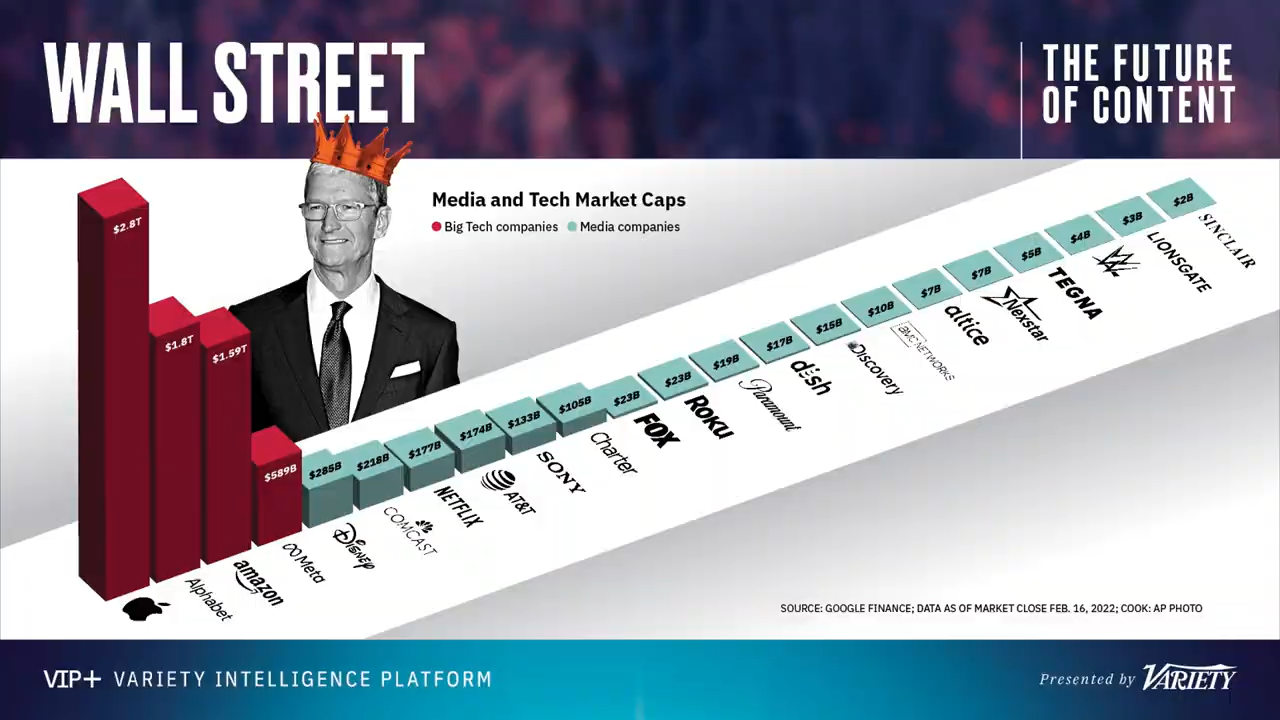 WALL STREET
THE FUTURE
OF CONTENT
Media and Tech Market Caps
Big Tech companies
Media companies
$2.8T
$1.8T
$1.59T
$589B
$285B
$218B
$177B
$174B
$133B
$105B
$23B
$23B
$19B
$17B
$15B
$10B
$7B
$7B
$5B
$4B
$3B
$2B
Alphabet
amazon
Meta
DISNEY
COMCAST
NETFLIX
AT&T
SONY
Charter
FOX
ROKU
Paramount
dish
Discovery
amc NETWORKS
altice
Nexstar
TEGNA
W
LIONSGATE
SINCLAIR
SOURCE: GOOGLE FINANCE; DATA AS OF MARKET CLOSE FEB. 16, 2022; COOK: AP PHOTO
VIP+ VARIETY INTELLIGENCE PLATFORM
Presented by VARIETY